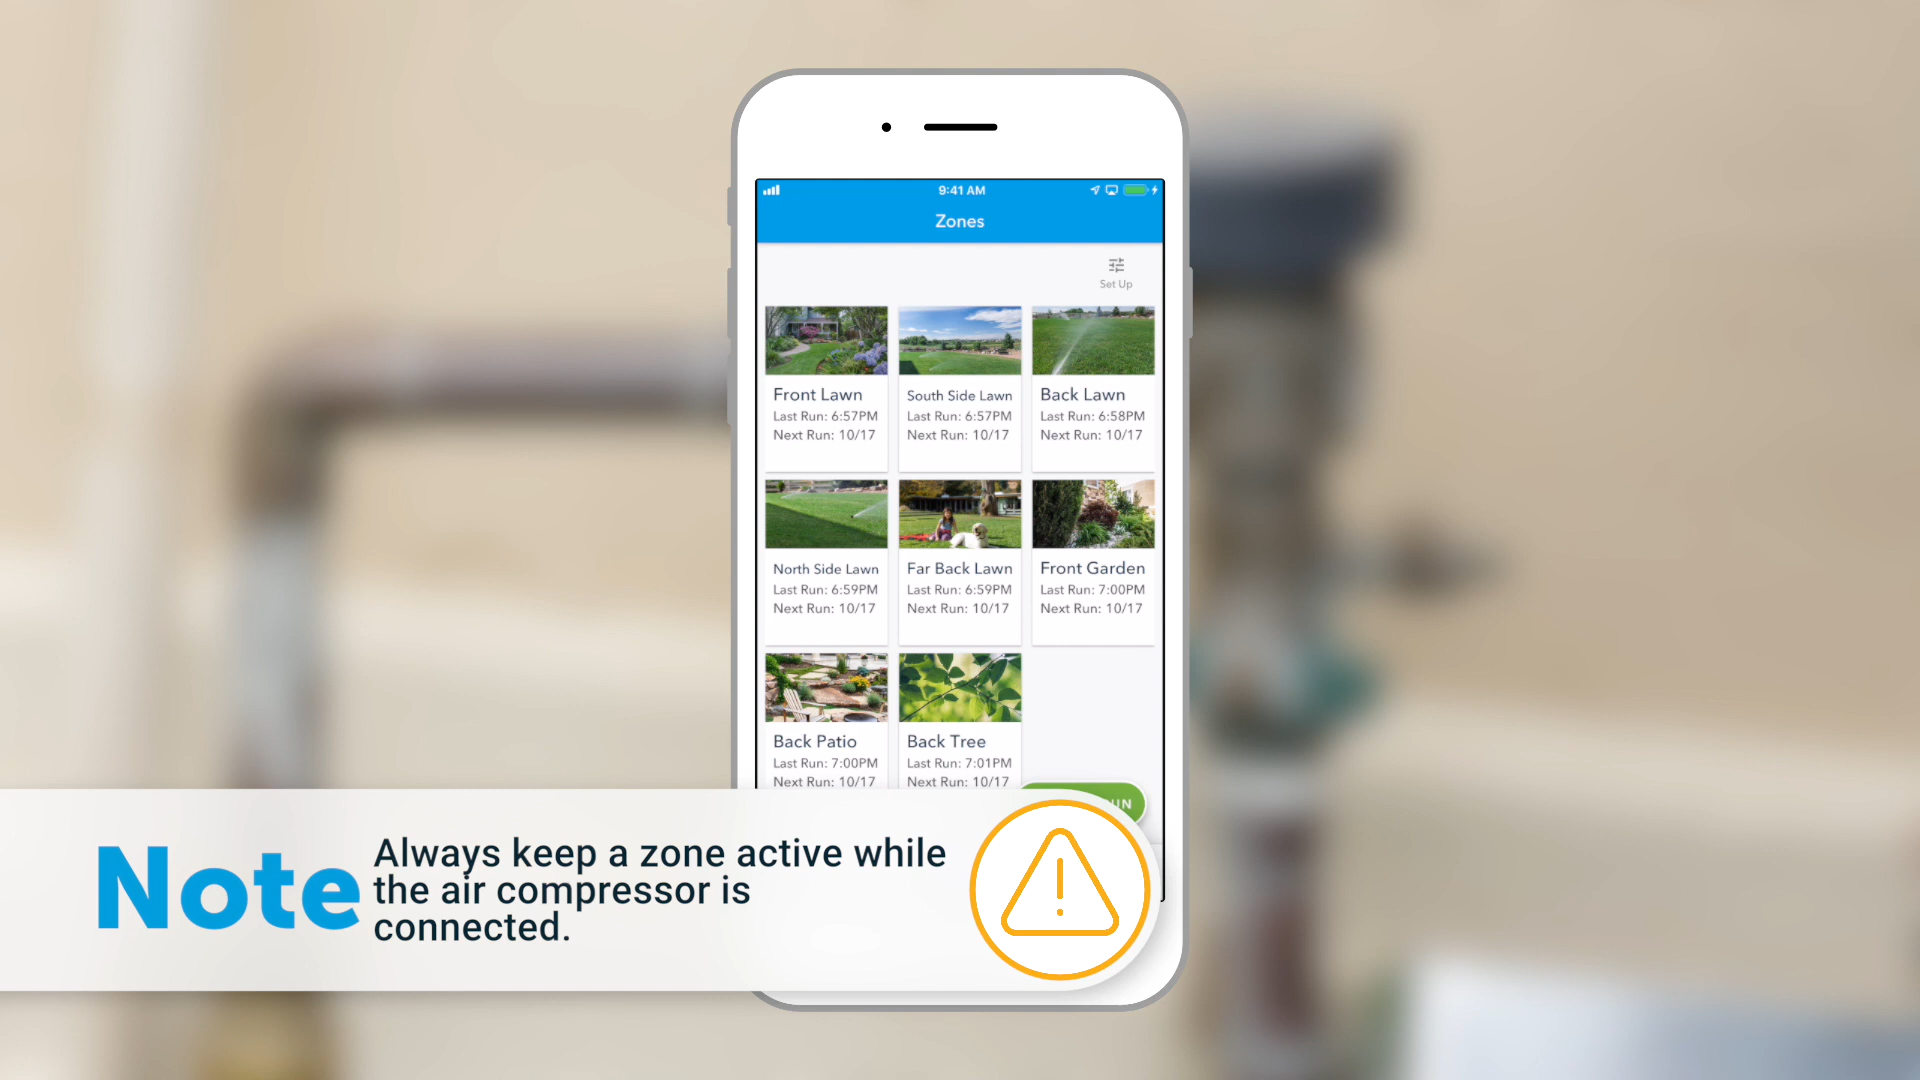 9:41 AM
Zones
Set Up
Front Lawn
Last Run: 6:57PM
Next Run: 10/17
South Side Lawn
Last Run: 6:57PM
Next Run: 10/17
Back Lawn
Last Run: 6:58PM
Next Run: 10/17
North Side Lawn
Last Run: 6:59PM
Next Run: 10/17
Far Back Lawn
Last Run: 6:59PM
Next Run: 10/17
Front Garden
Last Run: 7:00PM
Next Run: 10/17
Back Patio
Last Run: 7:00PM
Next Run: 10/17
Back Tree
Last Run: 7:01PM
Next Run: 10/17
Note
Always keep a zone active while
the air compressor is
connected.